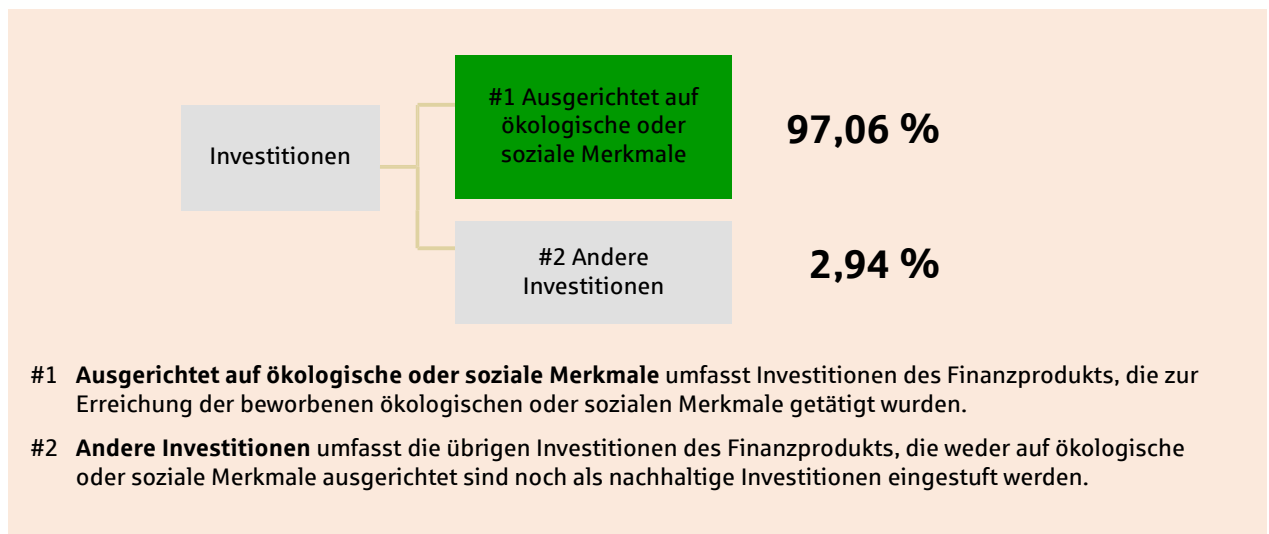 #1 Ausgerichtet auf
ökologische oder
soziale Merkmale
97,06 %
Investitionen
#2 Andere
Investitionen
2,94 %
#1 Ausgerichtet auf ökologische oder soziale Merkmale umfasst Investitionen des Finanzprodukts, die zur
Erreichung der beworbenen ökologischen oder sozialen Merkmale getätigt wurden.
#2 Andere Investitionen umfasst die übrigen Investitionen des Finanzprodukts, die weder auf ökologische
oder soziale Merkmale ausgerichtet sind noch als nachhaltige Investitionen eingestuft werden.